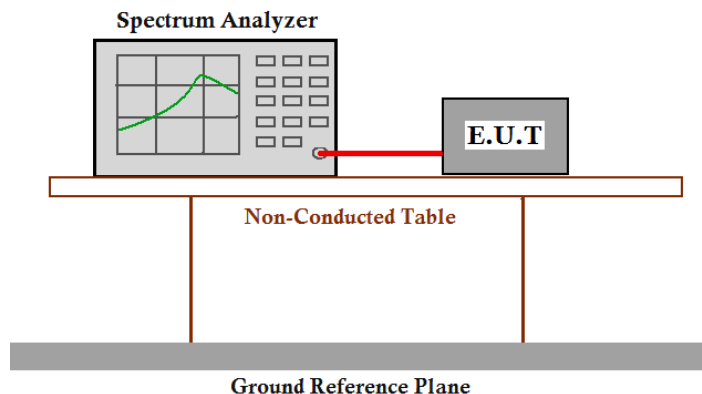 Spectrum Analyzer
E.U.T
Non-Conducted Table
Ground Reference Plane